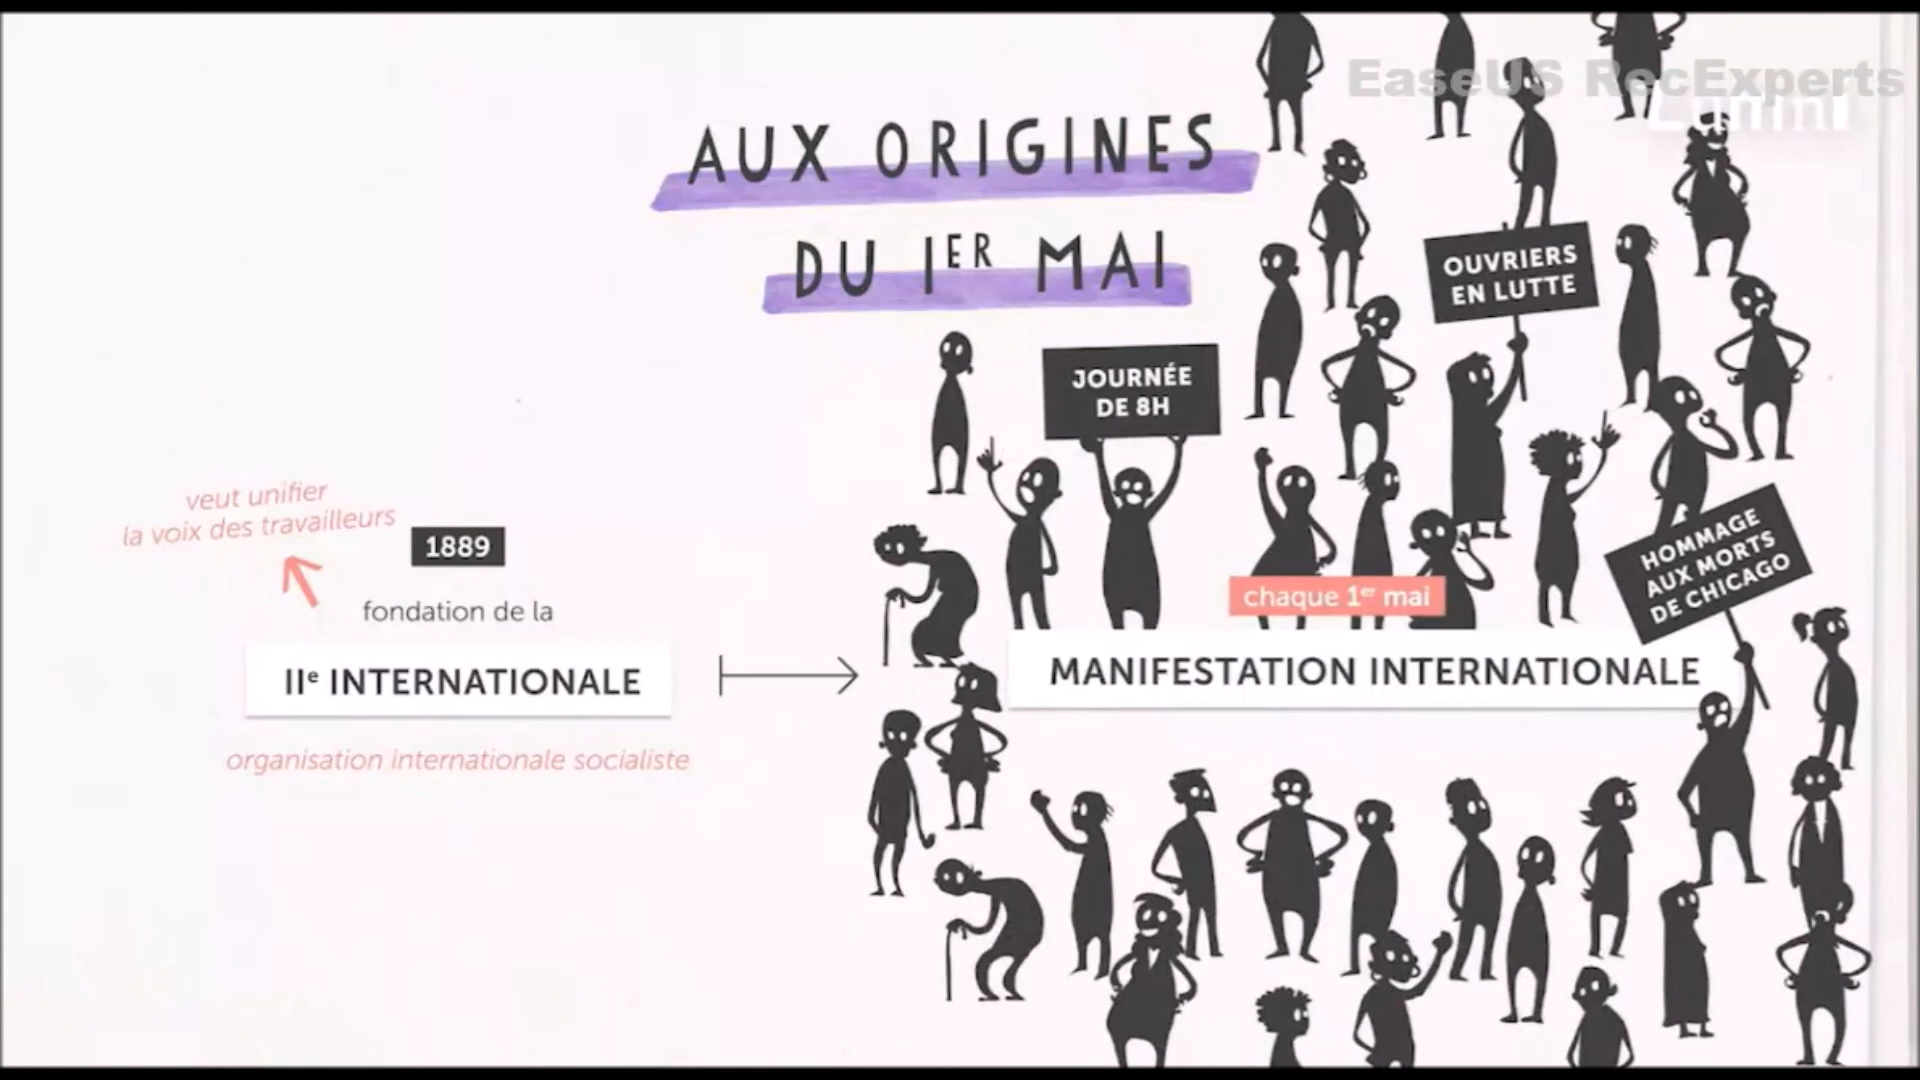 EaseUS RecExperts
Lumni
AUX ORIGINES
DU 1ER MAI
OUVRIERS
EN LUTTE
JOURNÉE
DE 8H
veut unifier
la voix des travailleurs
1889
fondation de la
IIe INTERNATIONALE
organisation internationale socialiste
HOMMAGE
AUX MORTS
DE CHICAGO
chaque 1er mai
MANIFESTATION INTERNATIONALE